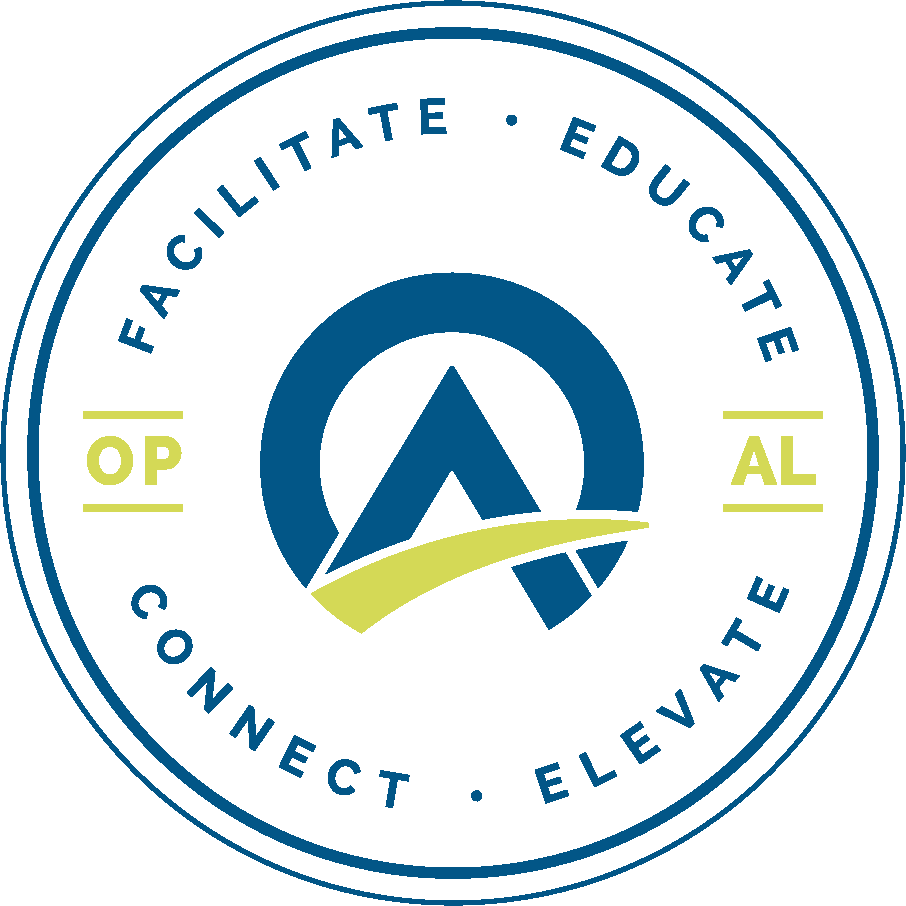 FACILITATE · EDUCATE
OP
AL
CONNECT · ELEVATE